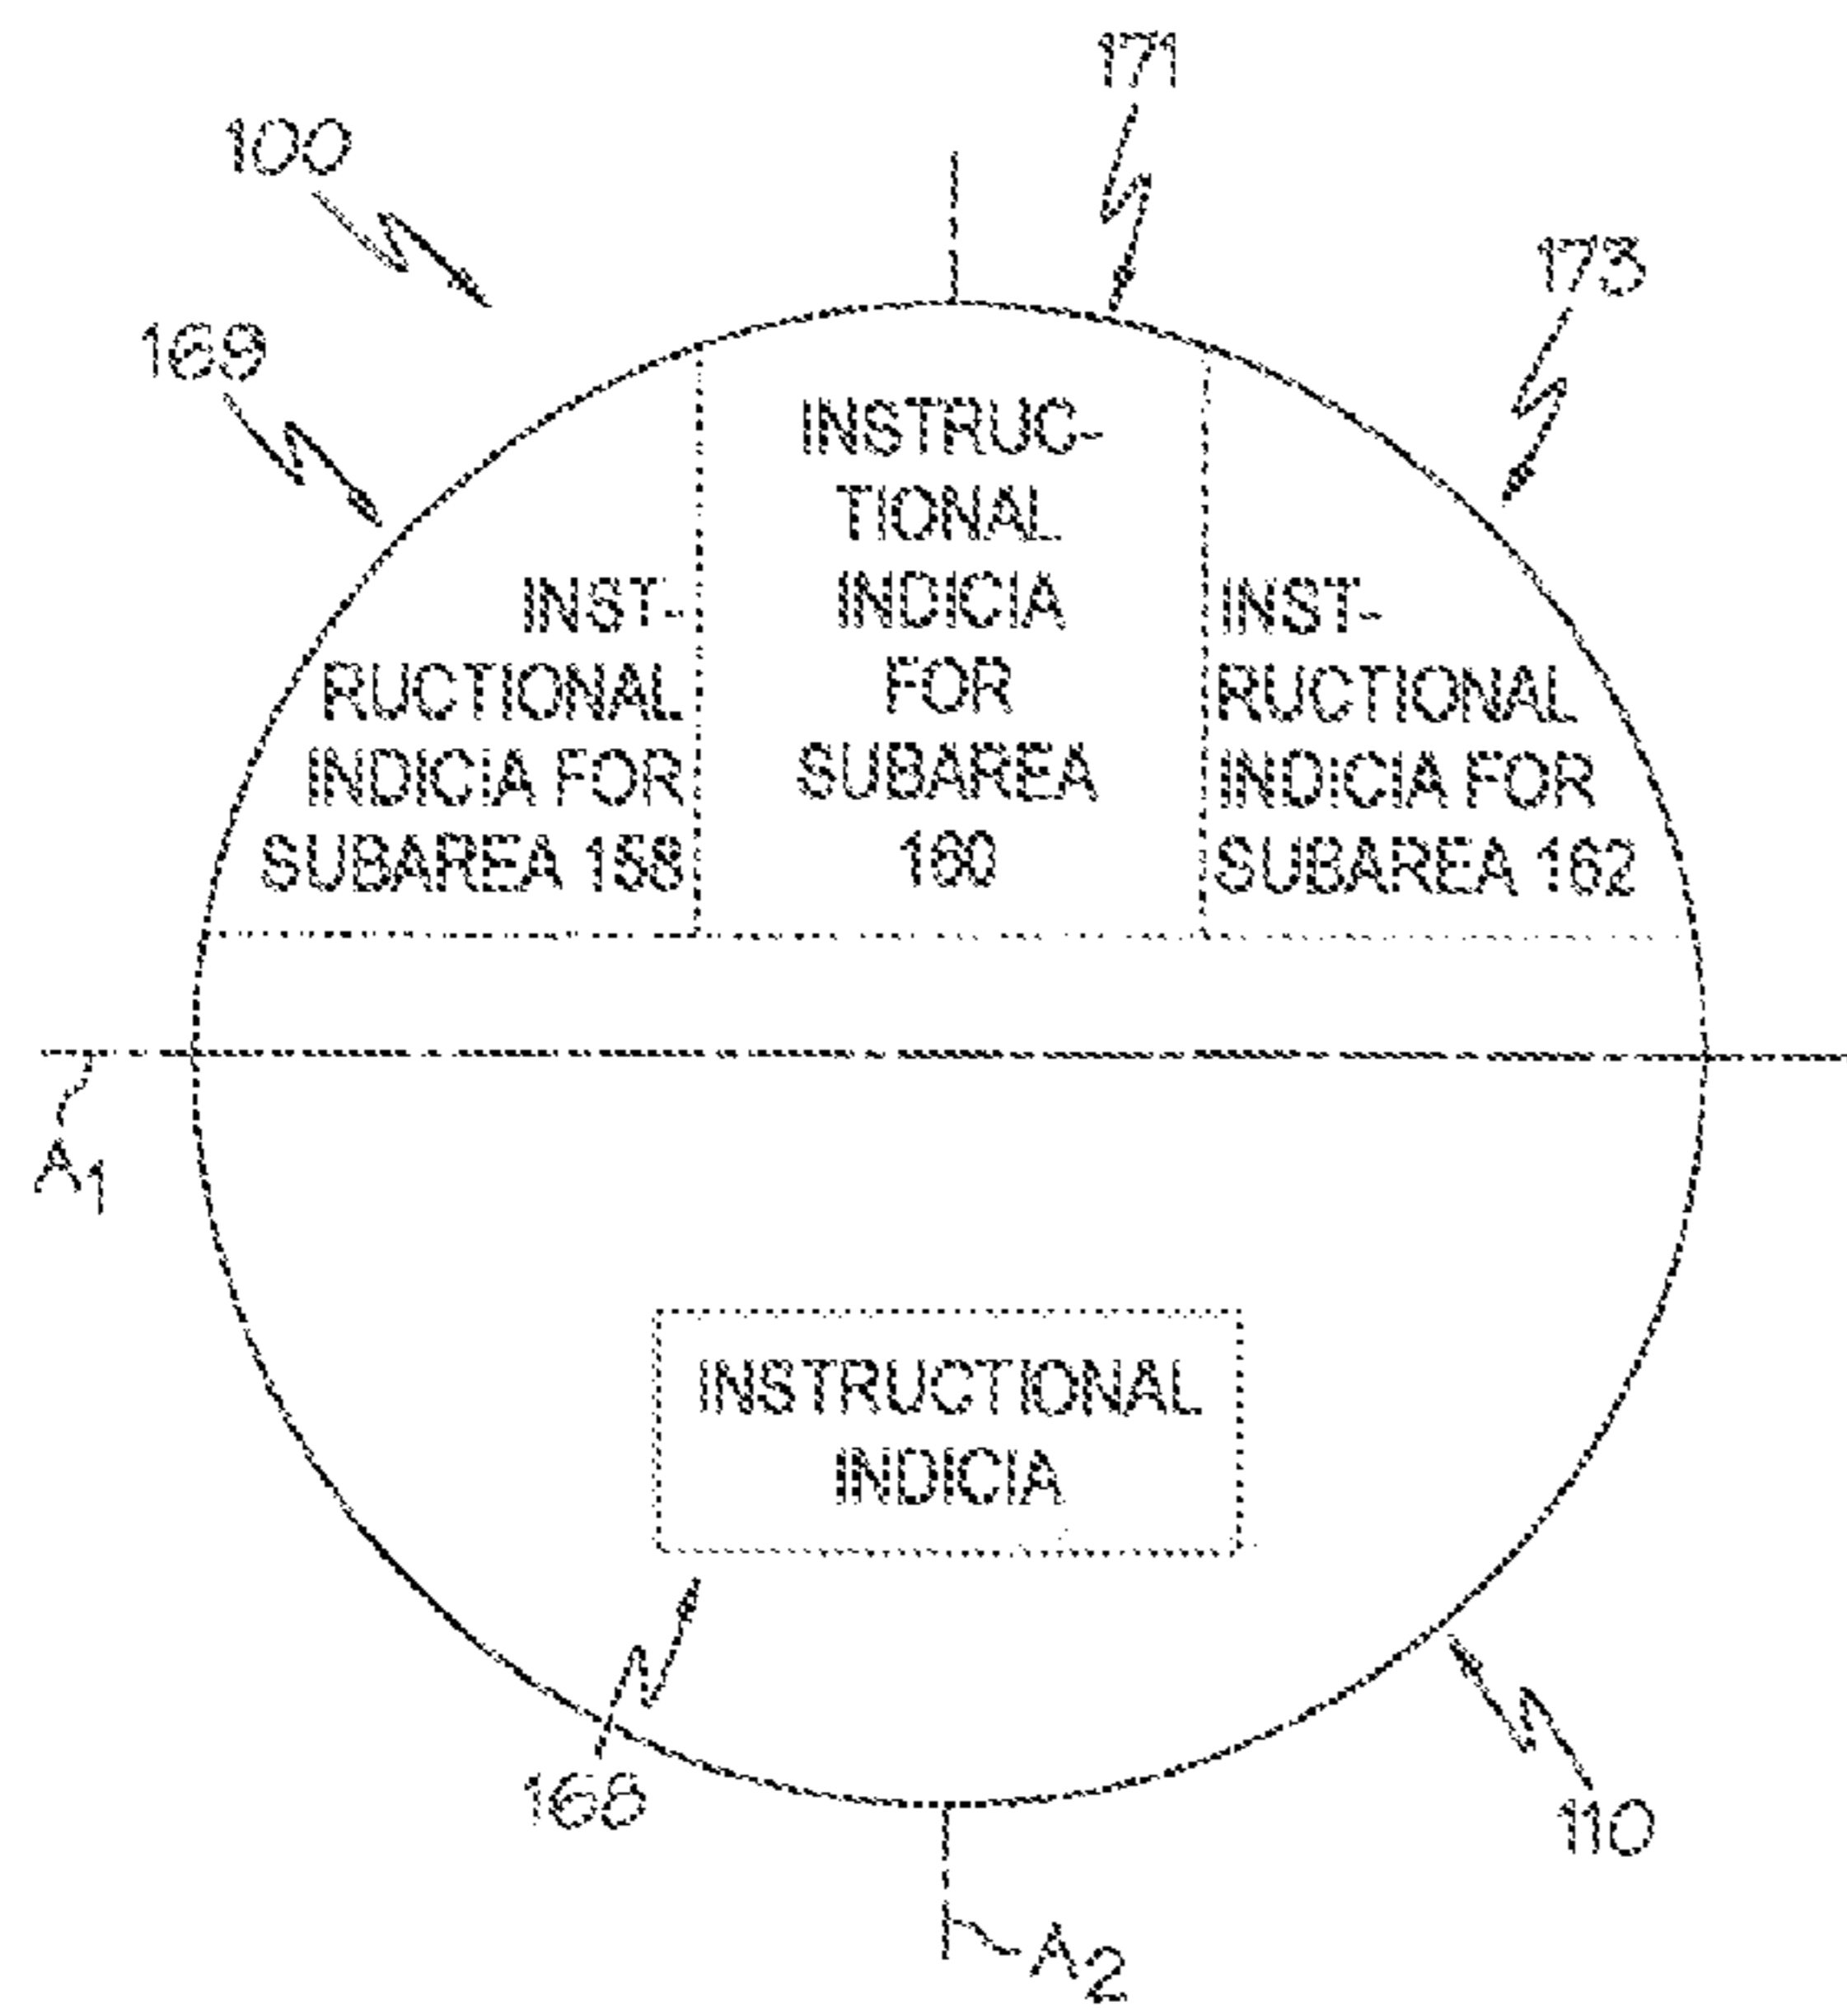 171
100
173
169
INSTRUC-
TIONAL
INDICIA
FOR
SUBAREA
160
INST-
RUCTIONAL
INDICIA FOR
SUBAREA 158
INST-
RUCTIONAL
INDICIA FOR
SUBAREA 162
A1
INSTRUCTIONAL
INDICIA
110
A2